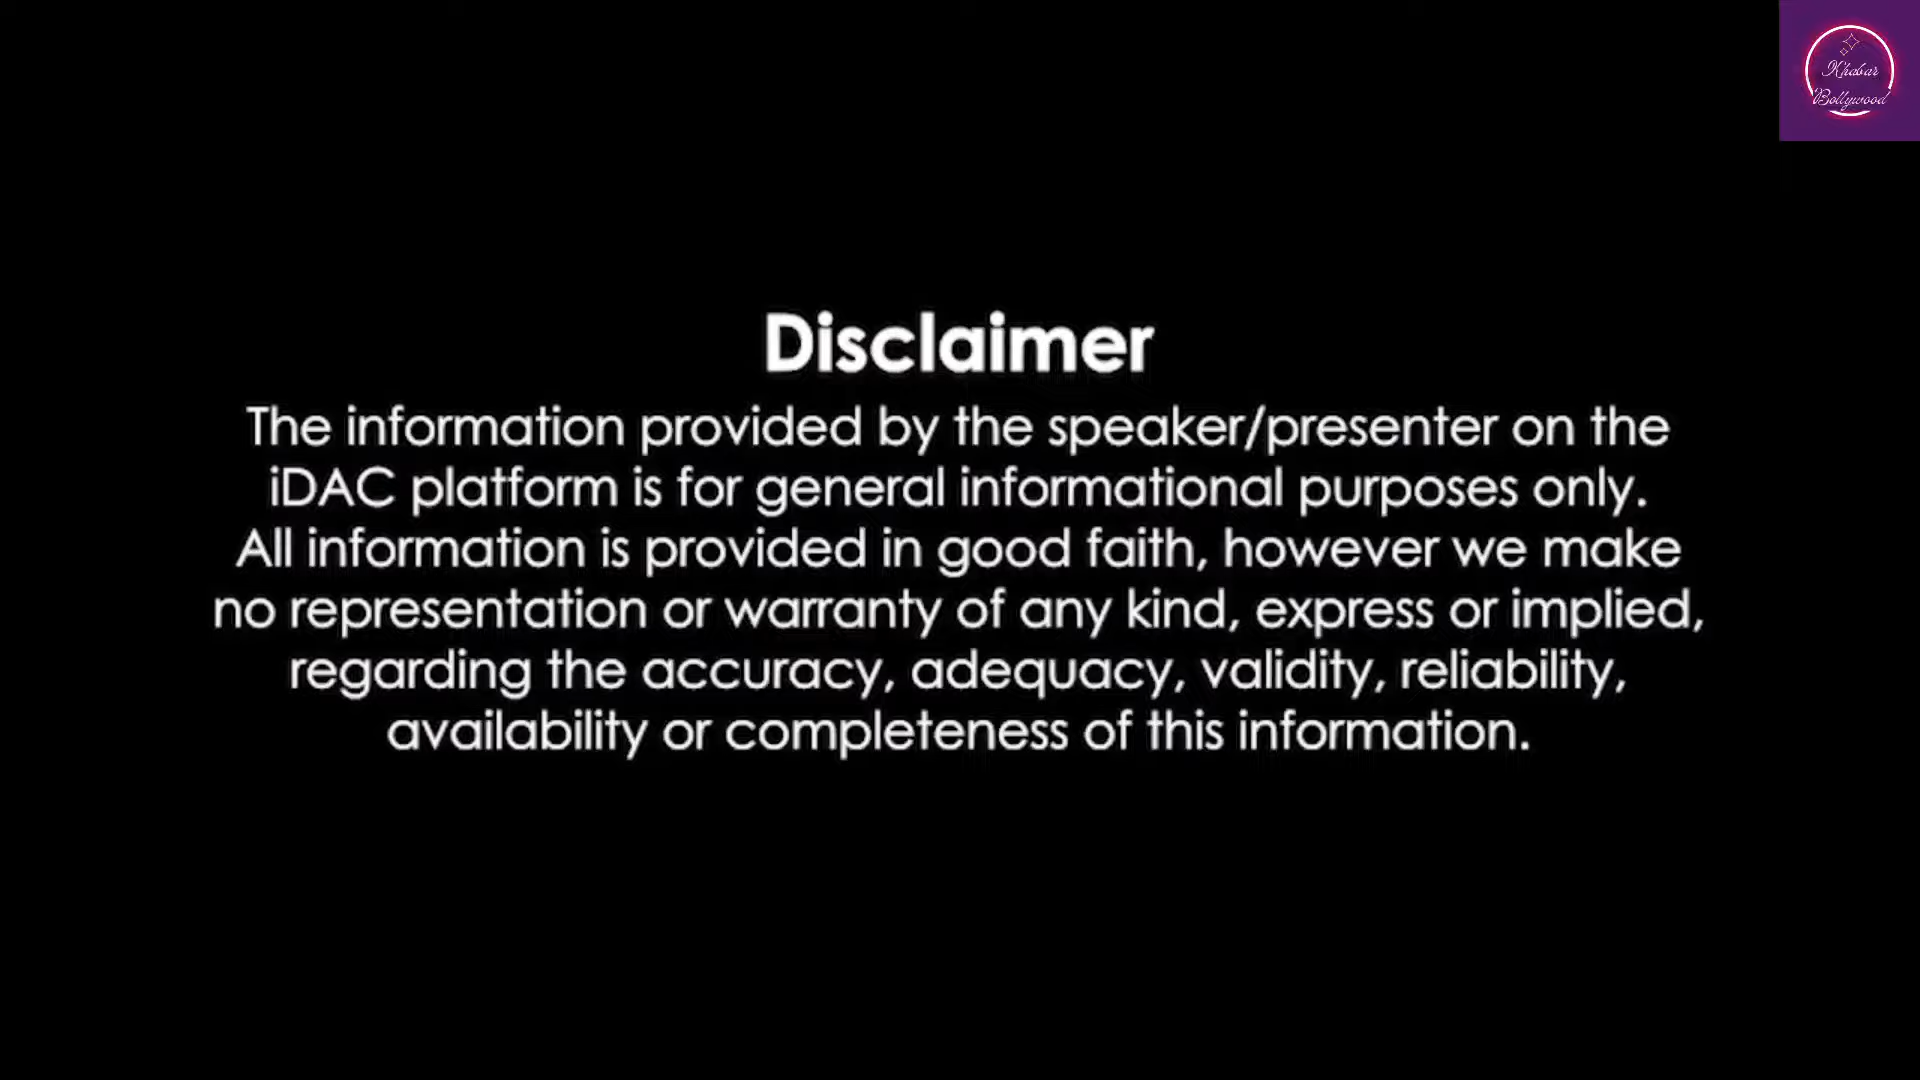 Khabar
Bollywood
Disclaimer
The information provided by the speaker/presenter on the
iDAC platform is for general informational purposes only.
All information is provided in good faith, however we make
no representation or warranty of any kind, express or implied,
regarding the accuracy, adequacy, validity, reliability,
availability or completeness of this information.